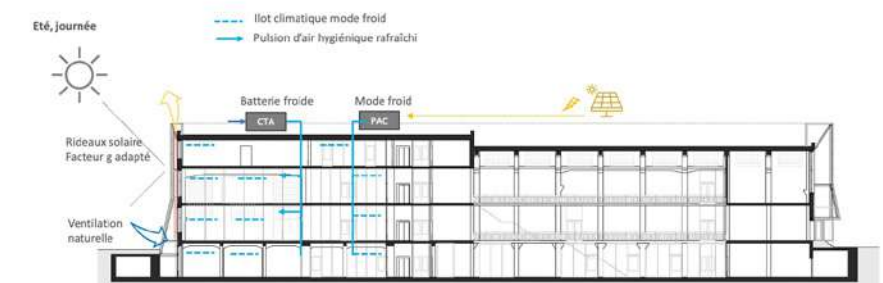 Ilot climatique mode froid
Eté, journée
Pulsion d'air hygiénique rafraîchi
Batterie froide
Mode froid
CTA
PAC
Rideaux solaire
Facteur g adapté
Ventilation
naturelle